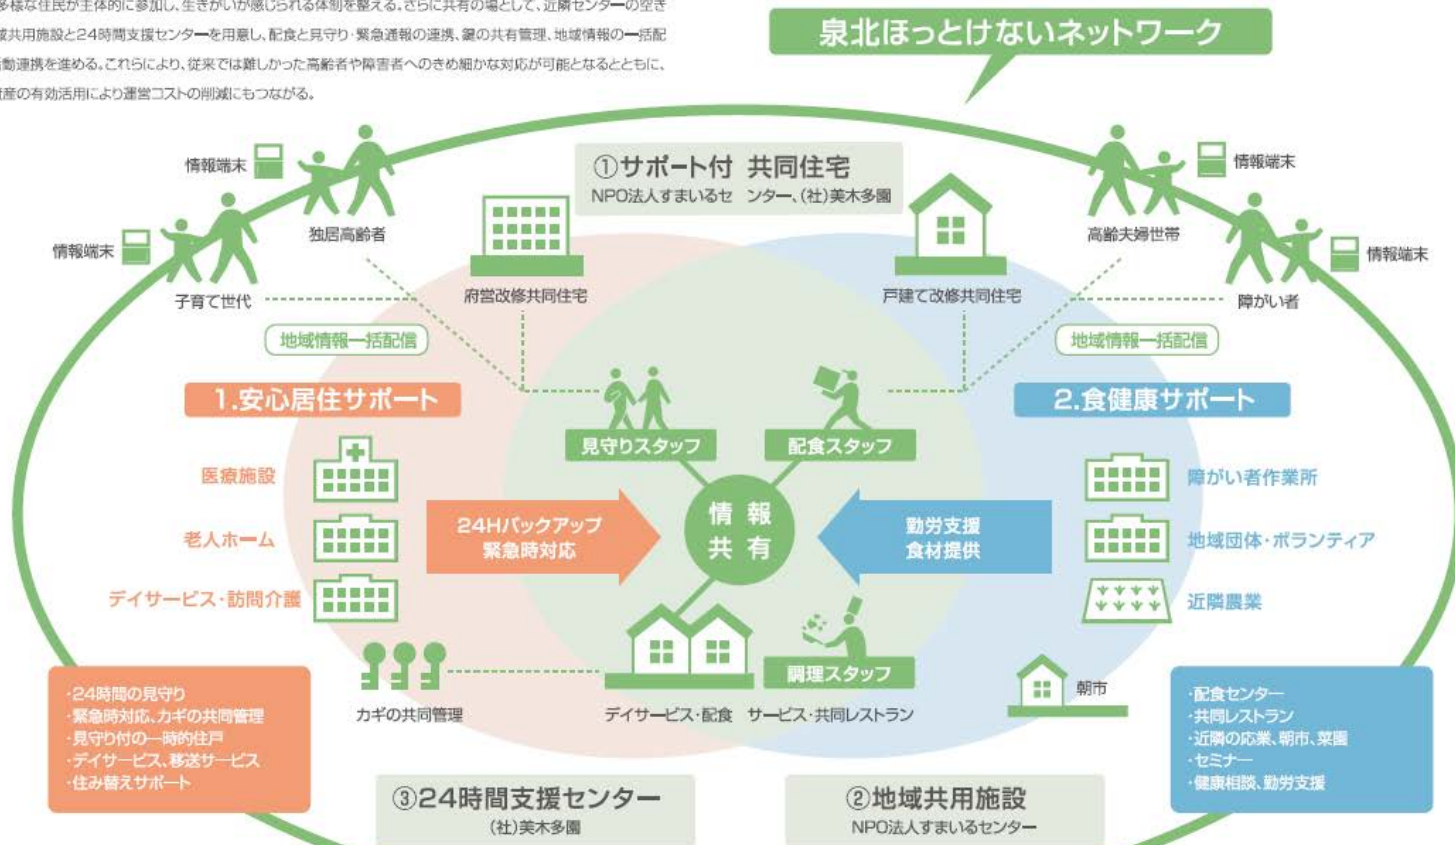 多様な住民が主体的に参加し、生きがいが感じられる体制を整える。さらに共有の場として、近隣センターの空き
域共用施設と24時間支援センターを用意し、配食と見守り・緊急通報の連携、鍵の共有管理、地域情報の一括配
動連携を進める。これらにより、従来では難しかった高齢者や障害者へのきめ細かな対応が可能となるとともに、
資産の有効活用により運営コストの削減にもつながる。
泉北ほっとけないネットワーク
①サポート付 共同住宅
NPO法人すまいるセ ンター、(社)美木多園
情報端末
独居高齢者
情報端末
子育て世代
府営改修共同住宅
戸建て改修共同住宅
情報端末
高齢夫婦世帯
情報端末
障がい者
地域情報一括配信
地域情報一括配信
1.安心居住サポート
2.食健康サポート
見守りスタッフ
配食スタッフ
医療施設
老人ホーム
デイサービス・訪問介護
24Hバックアップ
緊急時対応
情 報
共 有
勤労支援
食材提供
障がい者作業所
地域団体・ボランティア
近隣農業
調理スタッフ
カギの共同管理
デイサービス・配食 サービス・共同レストラン
朝市
・24時間の見守り
・緊急時対応、カギの共同管理
・見守り付の一時的住戸
・デイサービス、移送サービス
・住み替えサポート
・配食センター
・共同レストラン
・近隣の応業、朝市、菜園
・セミナー
・健康相談、勤労支援
③24時間支援センター
(社)美木多園
②地域共用施設
NPO法人すまいるセンター